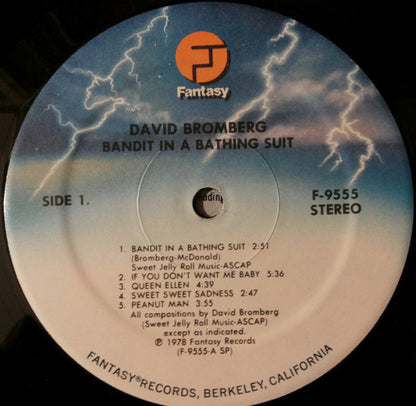 Fantasy
DAVID BROMBERG
BANDIT IN A BATHING SUIT
SIDE 1.
F-9555
STEREO
1. BANDIT IN A BATHING SUIT 2:51
(Bromberg-McDonald)
Sweet Jelly Roll Music-ASCAP
2. IF YOU DON'T WANT ME BABY 5:36
3. QUEEN ELLEN 4:39
4. SWEET SWEET SADNESS 2:47
5. PEANUT MAN 3:55
All compositions by David Bromberg
(Sweet Jelly Roll Music-ASCAP)
except as indicated.
℗ 1978 Fantasy Records
(F-9555-A SP)
FANTASY® RECORDS, BERKELEY, CALIFORNIA